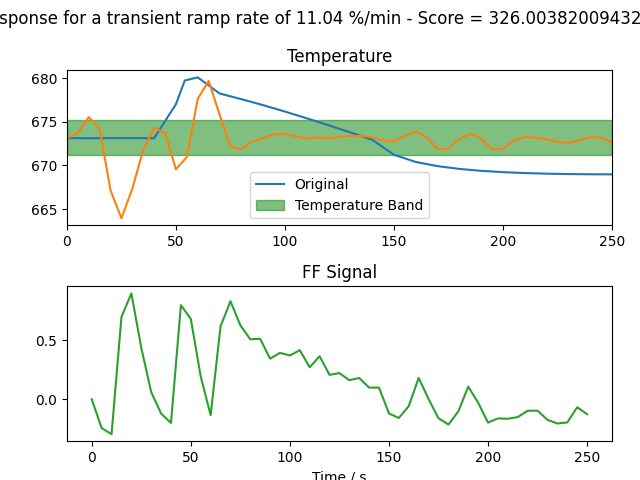 sponse for a transient ramp rate of 11.04 %/min - Score = 326.00382009432
Temperature
680
675
670
665
Original
Temperature Band
0 50 100 150 200 250
FF Signal
0.5
0.0
0 50 100 150 200 250
Time / s